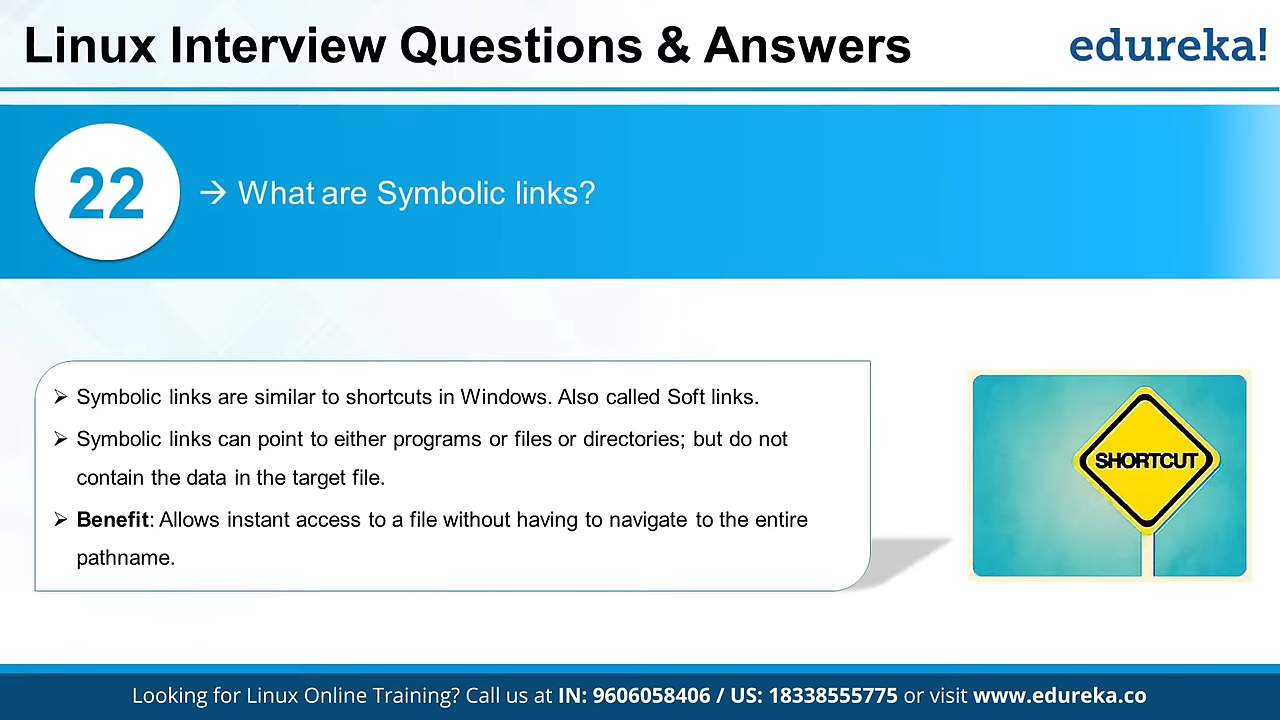 Linux Interview Questions & Answers
edureka!
22
→ What are Symbolic links?
➢ Symbolic links are similar to shortcuts in Windows. Also called Soft links.
➢ Symbolic links can point to either programs or files or directories; but do not
contain the data in the target file.
➢ Benefit: Allows instant access to a file without having to navigate to the entire
pathname.
SHORTCUT
Looking for Linux Online Training? Call us at IN: 9606058406 / US: 18338555775 or visit www.edureka.co